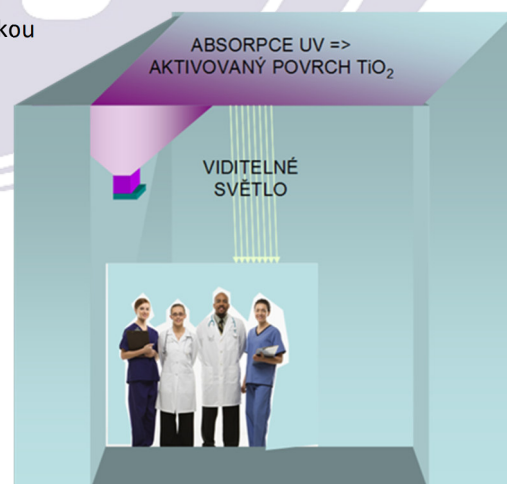 kou
ABSORPCE UV =>
AKTIVOVANÝ POVRCH TiO₂
VIDITELNÉ
SVĚTLO